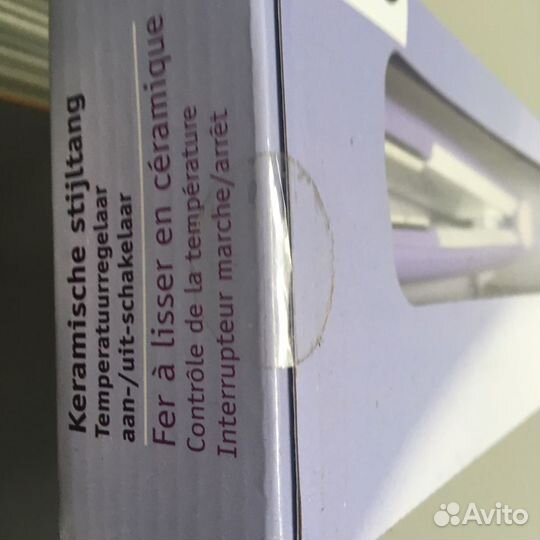 Keramische stijltang
Temperatuurregelaar
aan-/uit-schakelaar
Fer à lisser en céramique
Contrôle de la température
Interrupteur marche/arrêt
Avito